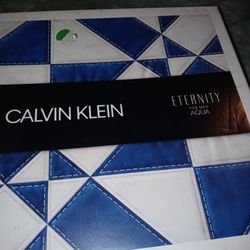 CALVIN KLEIN
ETERNITY
FOR MEN
AQUA